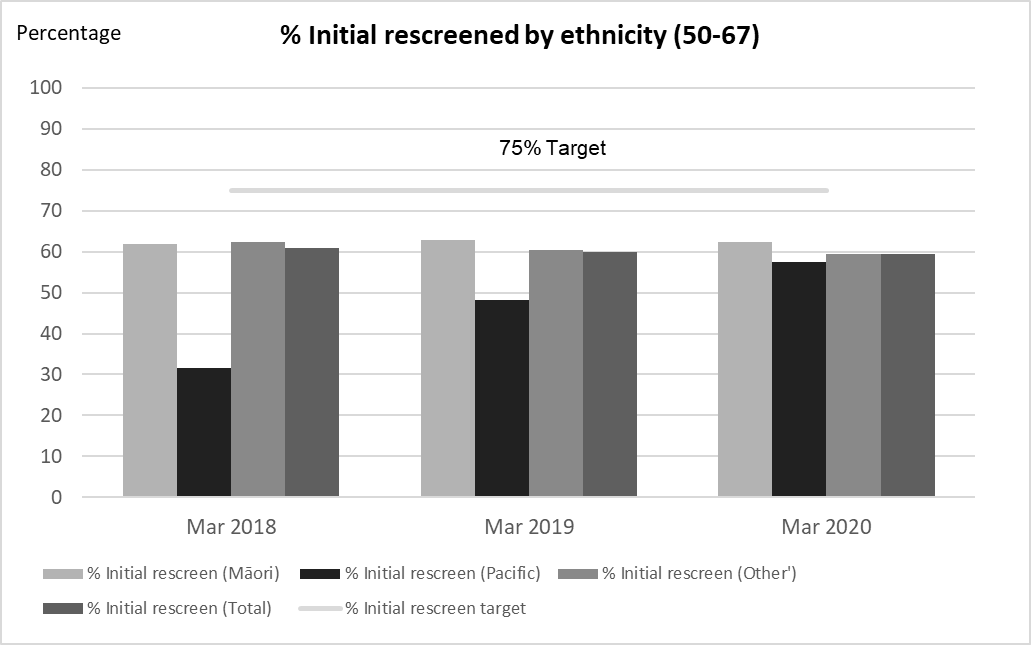 Percentage
% Initial rescreened by ethnicity (50-67)
100
90
75% Target
80
70
60
50
40
30
20
10
0
Mar 2018
Mar 2019
Mar 2020
% Initial rescreen (Māori)
% Initial rescreen (Pacific)
% Initial rescreen (Other')
% Initial rescreen (Total)
% Initial rescreen target